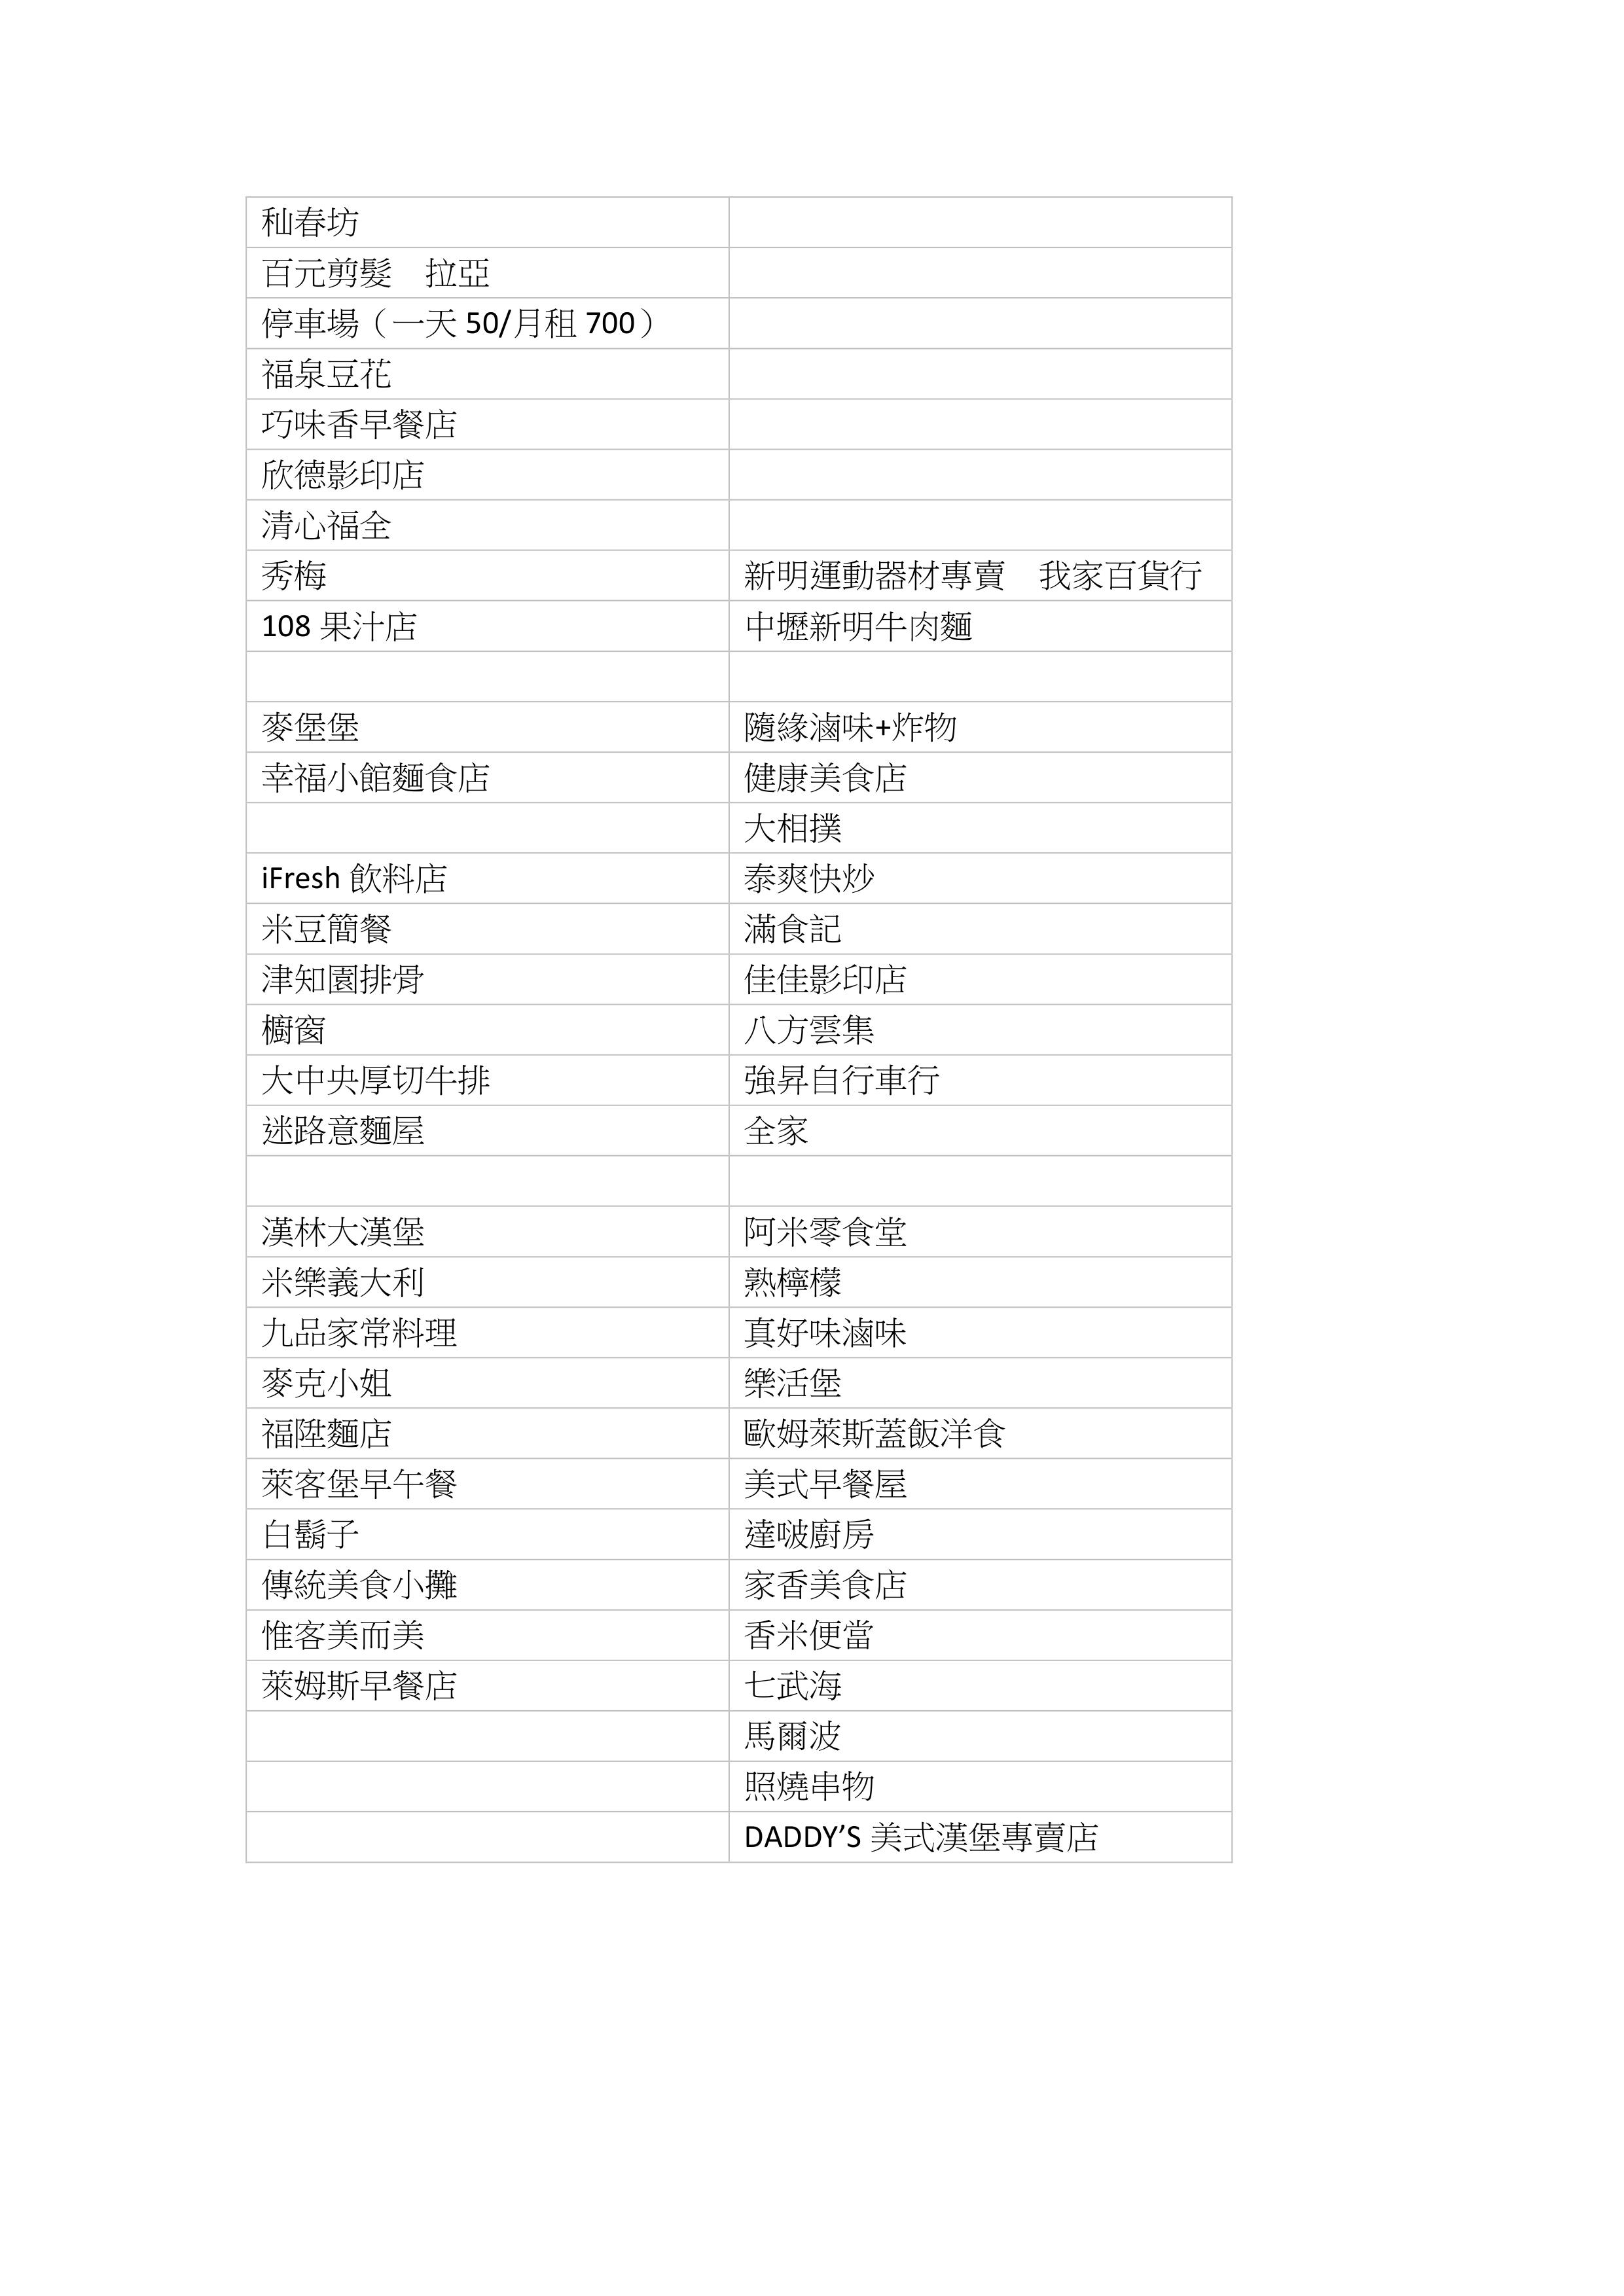 秈春坊
百元剪髮　拉亞
停車場（一天 50/月租 700）
福泉豆花
巧味香早餐店
欣德影印店
清心福全
秀梅　新明運動器材專賣　我家百貨行
108 果汁店　中壢新明牛肉麵
麥堡堡　隨緣滷味+炸物
幸福小館麵食店　健康美食店
大相撲
iFresh 飲料店　泰爽快炒
米豆簡餐　滿食記
津知園排骨　佳佳影印店
櫥窗　八方雲集
大中央厚切牛排　強昇自行車行
迷路意麵屋　全家
漢林大漢堡　阿米零食堂
米樂義大利　熟檸檬
九品家常料理　真好味滷味
麥克小姐　樂活堡
福陞麵店　歐姆萊斯蓋飯洋食
萊客堡早午餐　美式早餐屋
白鬍子　達啵廚房
傳統美食小攤　家香美食店
惟客美而美　香米便當
萊姆斯早餐店　七武海
馬爾波
照燒串物
DADDY’S 美式漢堡專賣店